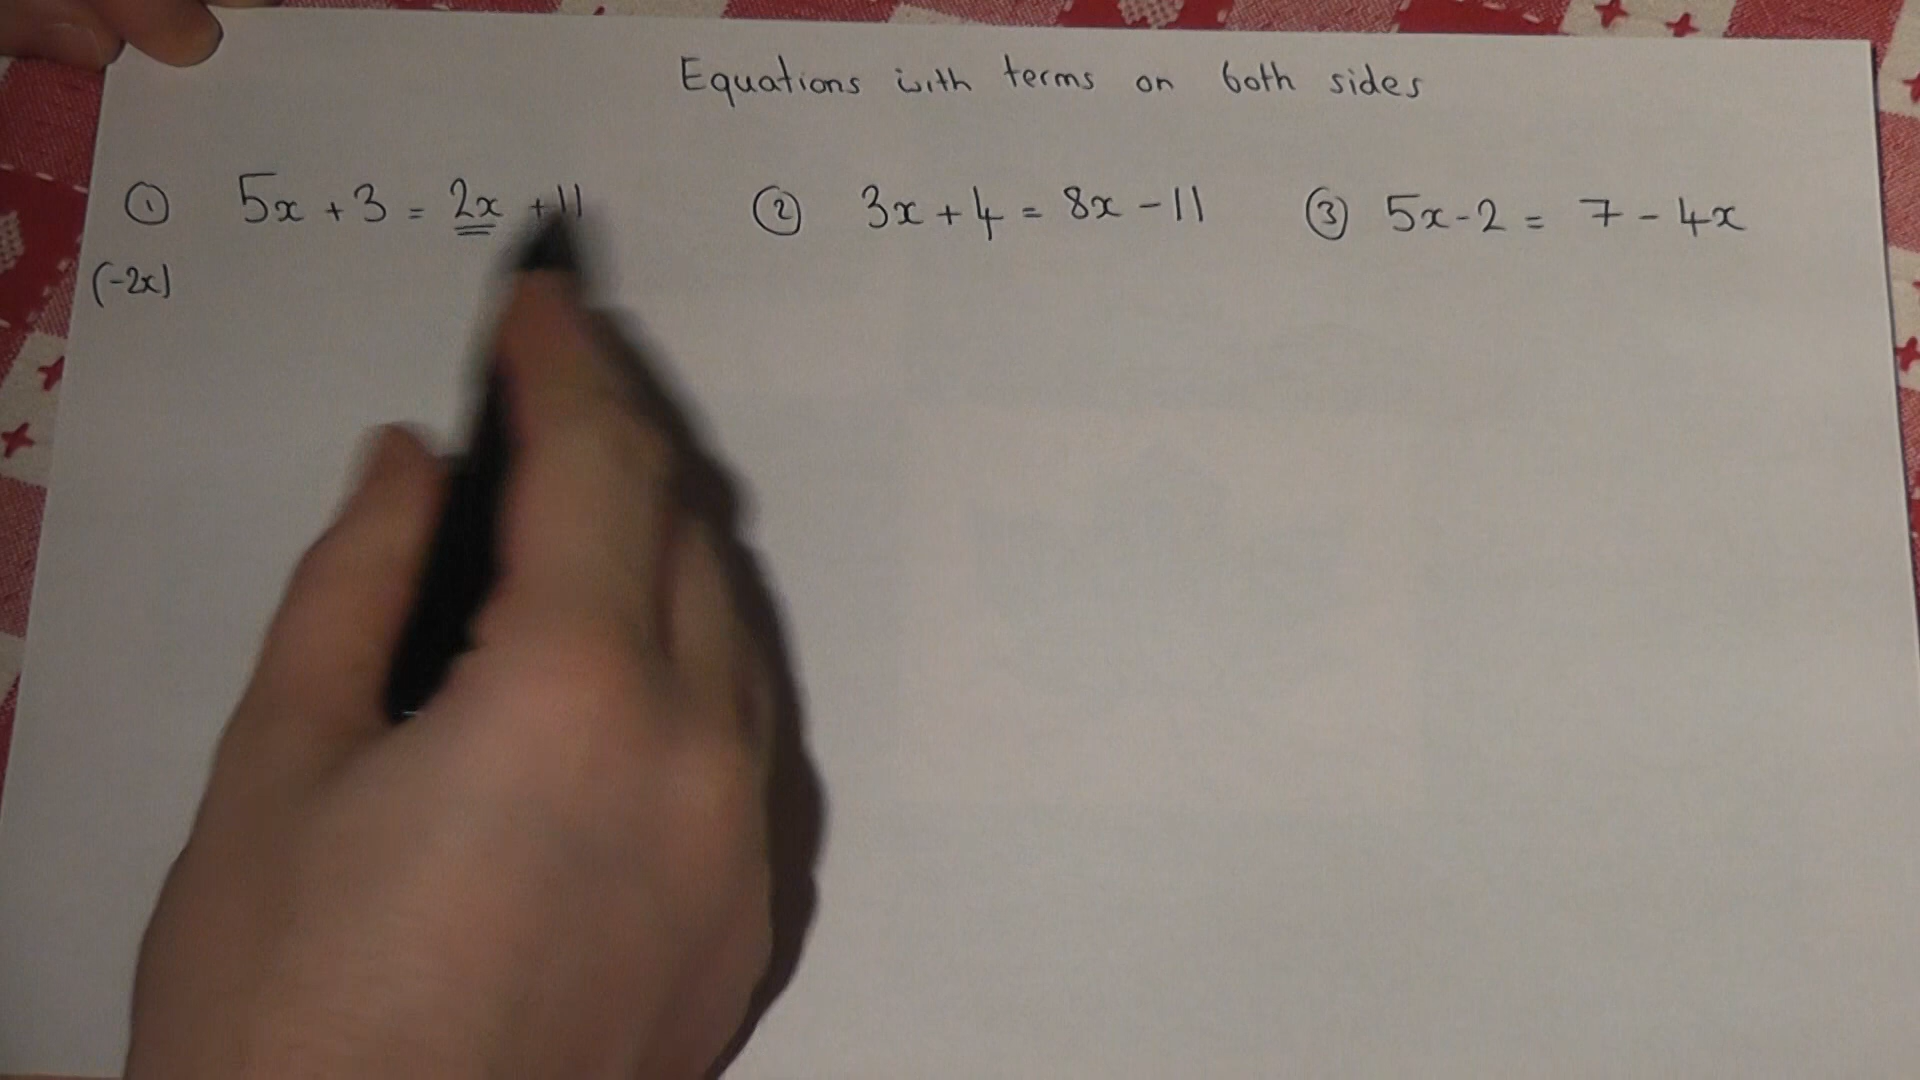 Equations with terms on both sides
① 5x + 3 = 2x + 11
② 3x + 4 = 8x - 11
③ 5x - 2 = 7 - 4x
(-2x)